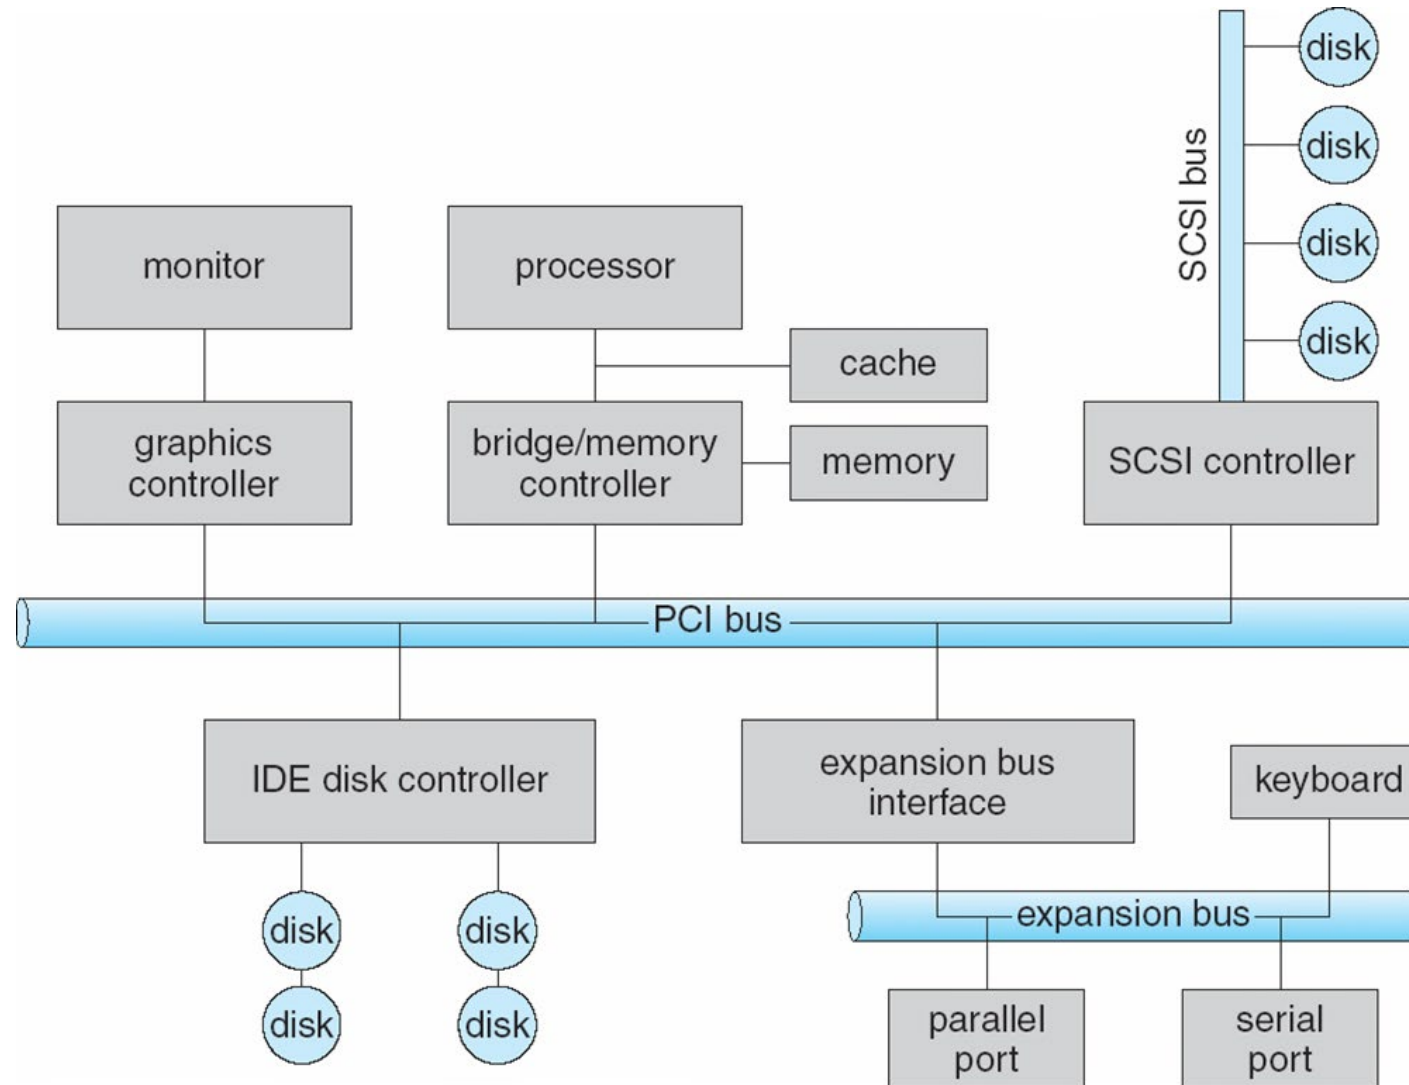 disk
disk
SCSI bus
disk
disk
monitor
processor
cache
graphics
controller
bridge/memory
controller
memory
SCSI controller
PCI bus
IDE disk controller
expansion bus
interface
keyboard
disk
disk
expansion bus
disk
disk
parallel
port
serial
port